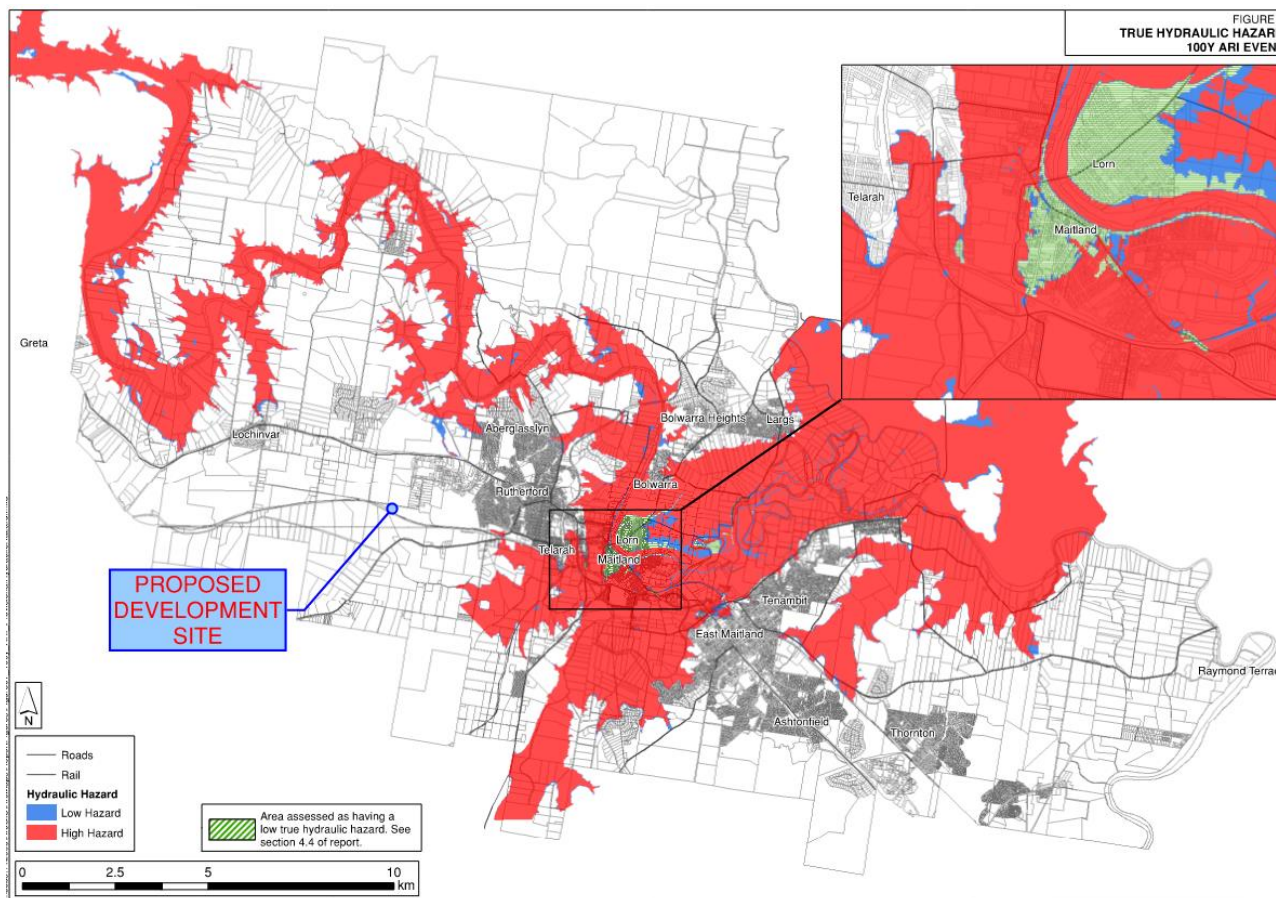 FIGURE
TRUE HYDRAULIC HAZAR
100Y ARI EVEN
Lorn
Telarah
Maitland
Greta
Bolwarra Heights
Largs
Lochinvar
Aberglasslyn
Rutherford
Bolwarra
Lorn
Telarah
Maitland
PROPOSED
DEVELOPMENT
SITE
Tenambit
East Maitland
Raymond Terrac
Ashtonfield
Thornton
N
Roads
Rail
Hydraulic Hazard
Low Hazard
High Hazard
Area assessed as having a
low true hydraulic hazard. See
section 4.4 of report.
0 2.5 5 10
km